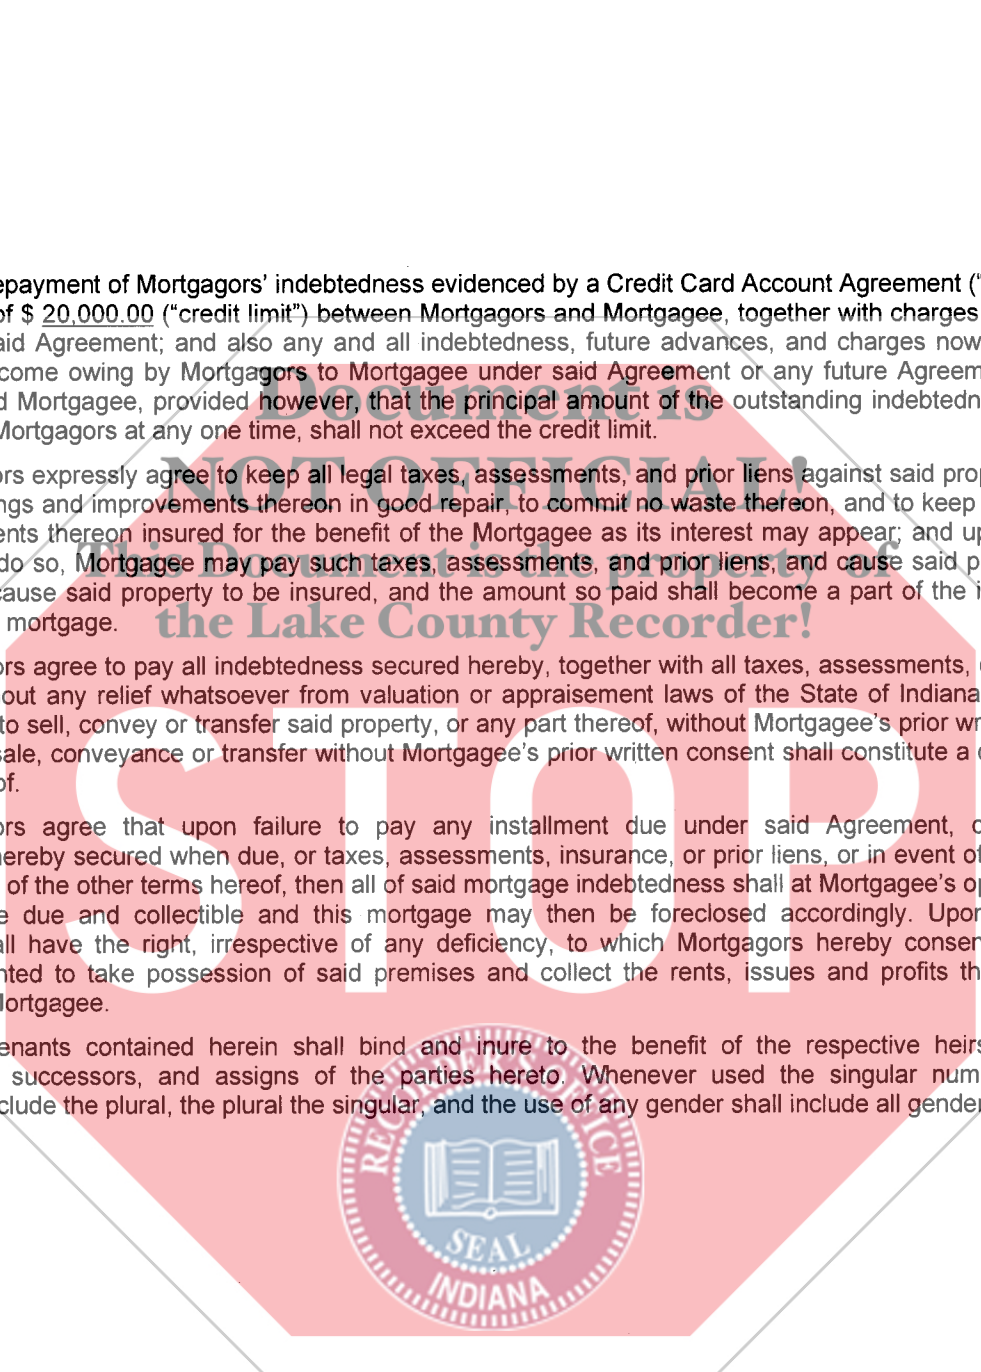 epayment of Mortgagors' indebtedness evidenced by a Credit Card Account Agreement ("
of $ 20,000.00 ("credit limit") between Mortgagors and Mortgagee, together with charges
aid Agreement; and also any and all indebtedness, future advances, and charges now
come owing by Mortgagors to Mortgagee under said Agreement or any future Agreem
d Mortgagee, provided however, that the principal amount of the outstanding indebtedn
Mortgagors at any one time, shall not exceed the credit limit.
Document is
NOT OFFICIAL!
This Document is the property of
the Lake County Recorder!
ors expressly agree to keep all legal taxes, assessments, and prior liens against said prop
ngs and improvements thereon in good repair, to commit no waste thereon, and to keep
ents thereon insured for the benefit of the Mortgagee as its interest may appear; and up
do so, Mortgagee may pay such taxes, assessments, and prior liens, and cause said p
cause said property to be insured, and the amount so paid shall become a part of the i
mortgage.
ors agree to pay all indebtedness secured hereby, together with all taxes, assessments,
out any relief whatsoever from valuation or appraisement laws of the State of Indiana
to sell, convey or transfer said property, or any part thereof, without Mortgagee's prior wr
sale, conveyance or transfer without Mortgagee's prior written consent shall constitute a
of.
STOP
ors agree that upon failure to pay any installment due under said Agreement, o
hereby secured when due, or taxes, assessments, insurance, or prior liens, or in event of
of the other terms hereof, then all of said mortgage indebtedness shall at Mortgagee's op
e due and collectible and this mortgage may then be foreclosed accordingly. Upon
all have the right, irrespective of any deficiency, to which Mortgagors hereby consen
nted to take possession of said premises and collect the rents, issues and profits th
Mortgagee.
enants contained herein shall bind and inure to the benefit of the respective heirs
successors, and assigns of the parties hereto. Whenever used the singular num
clude the plural, the plural the singular, and the use of any gender shall include all gender
RECORDER'S OFFICE
SEAL
INDIANA